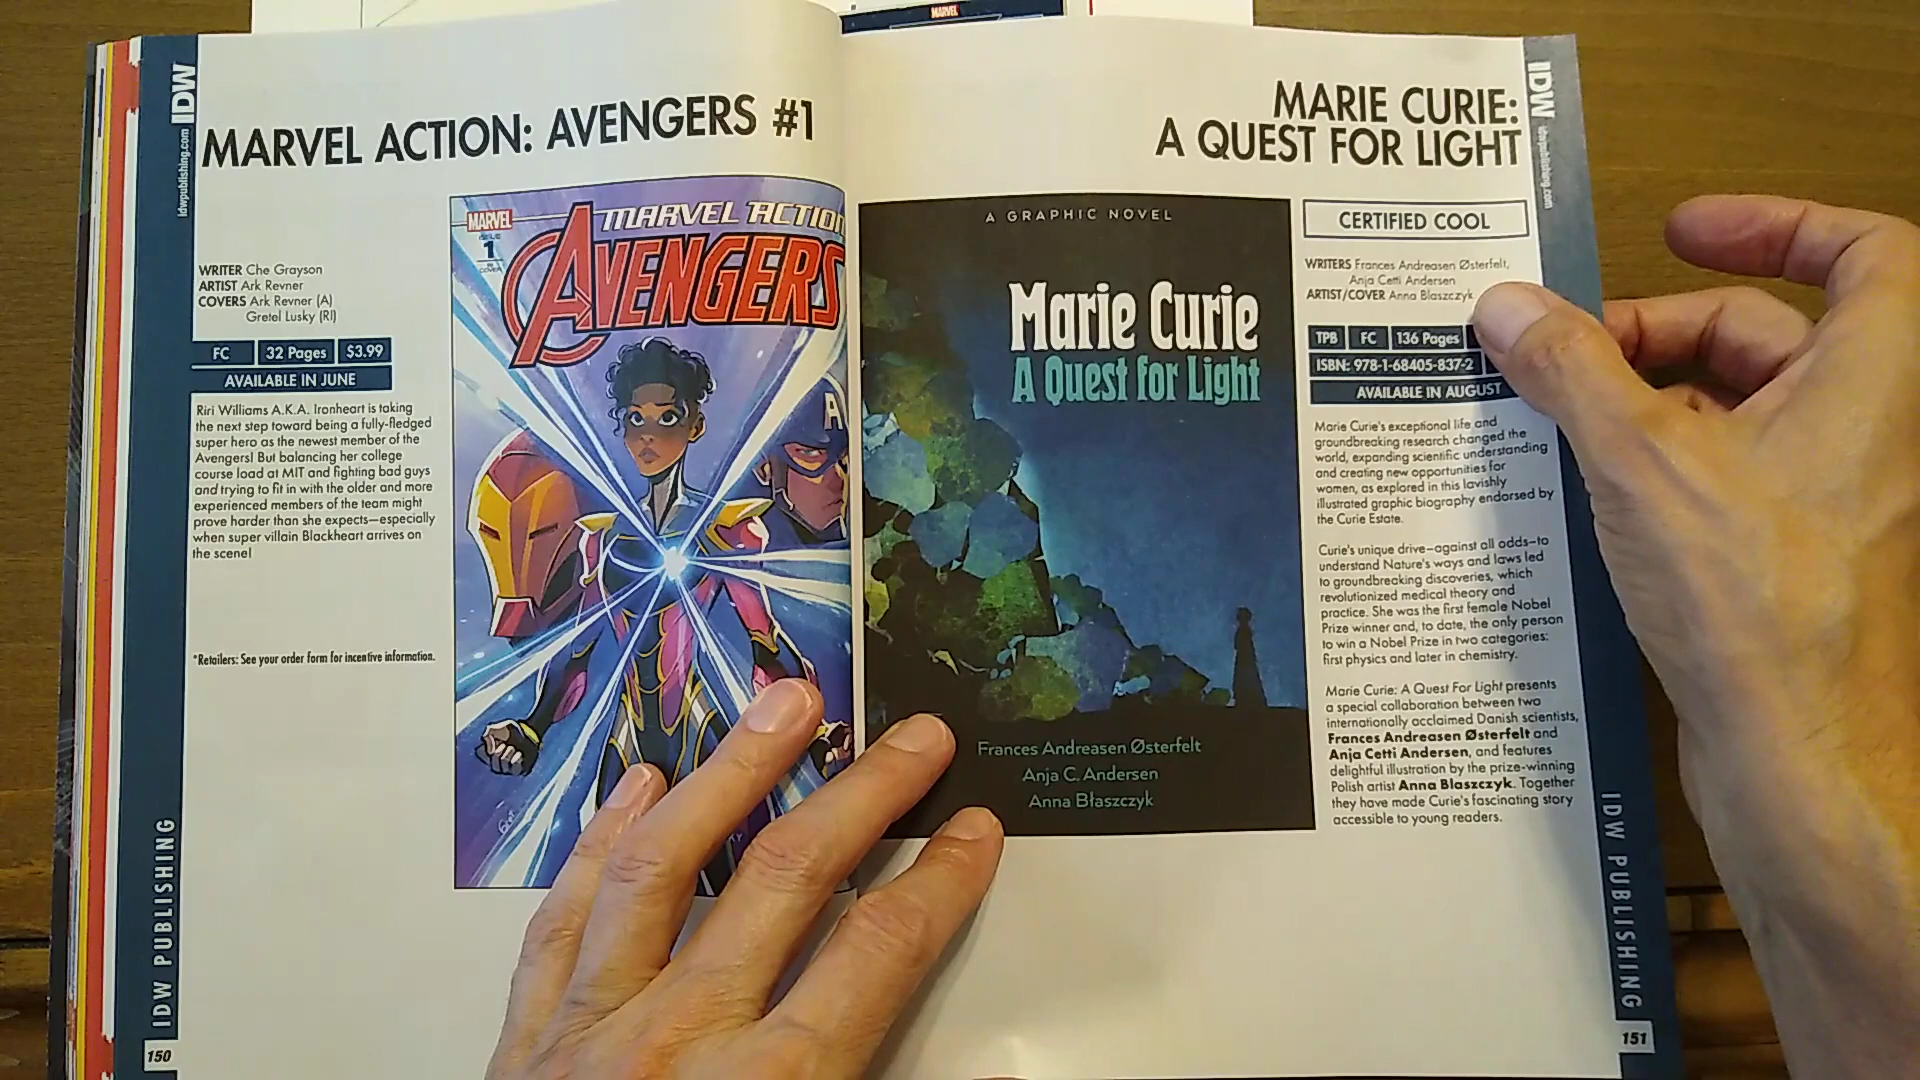 MARVEL
IDW
idwpublishing.com
MARVEL ACTION: AVENGERS #1
WRITER Che Grayson
ARTIST Ark Revner
COVERS Ark Revner (A)
Gretel Lusky (RI)
FC
32 Pages
$3.99
AVAILABLE IN JUNE
Riri Williams A.K.A. Ironheart is taking
the next step toward being a fully-fledged
super hero as the newest member of the
Avengers! But balancing her college
course load at MIT and fighting bad guys
and trying to fit in with the older and more
experienced members of the team might
prove harder than she expects—especially
when super villain Blackheart arrives on
the scene!
*Retailers: See your order form for incentive information.
MARVEL
ISSUE
1
COVER
MARVEL ACTION
AVENGERS
A
IDW PUBLISHING
150
MARIE CURIE:
A QUEST FOR LIGHT
IDW
idwpublishing.com
A GRAPHIC NOVEL
Marie Curie
A Quest for Light
Frances Andreasen Østerfelt
Anja C. Andersen
Anna Błaszczyk
CERTIFIED COOL
WRITERS Frances Andreasen Østerfelt,
Anja Cetti Andersen
ARTIST/COVER Anna Blaszczyk
TPB
FC
136 Pages
ISBN: 978-1-68405-837-2
AVAILABLE IN AUGUST
Marie Curie's exceptional life and
groundbreaking research changed the
world, expanding scientific understanding
and creating new opportunities for
women, as explored in this lavishly
illustrated graphic biography endorsed by
the Curie Estate.
Curie's unique drive—against all odds—to
understand Nature's ways and laws led
to groundbreaking discoveries, which
revolutionized medical theory and
practice. She was the first female Nobel
Prize winner and, to date, the only person
to win a Nobel Prize in two categories:
first physics and later in chemistry.
Marie Curie: A Quest For Light presents
a special collaboration between two
internationally acclaimed Danish scientists,
Frances Andreasen Østerfelt and
Anja Cetti Andersen, and features
delightful illustration by the prize-winning
Polish artist Anna Blaszczyk. Together
they have made Curie's fascinating story
accessible to young readers.
IDW PUBLISHING
151